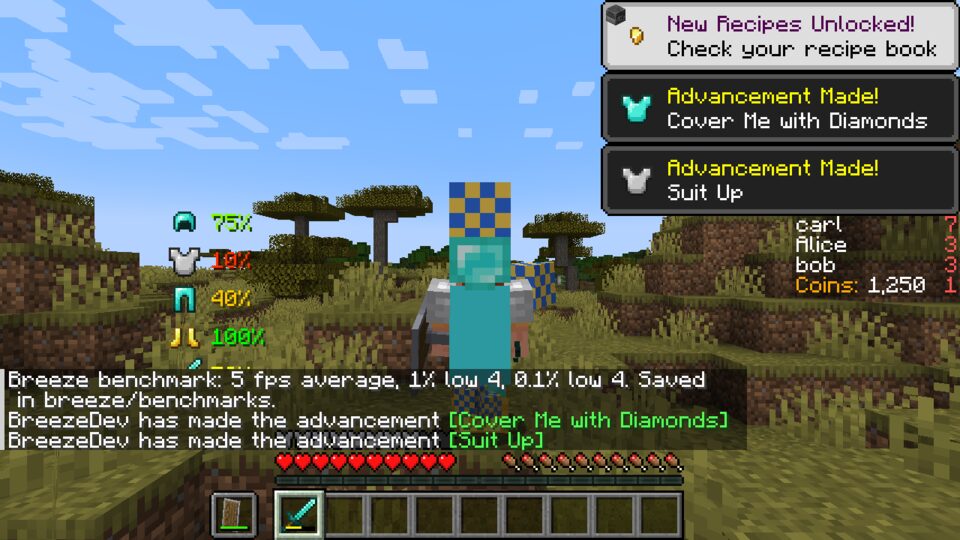 New Recipes Unlocked!
Check your recipe book
Advancement Made!
Cover Me with Diamonds
Advancement Made!
Suit Up
carl 7
Alice 3
bob 3
Coins: 1,250 1
75%
10%
40%
100%
Breeze benchmark: 5 fps average, 1% low 4, 0.1% low 4. Saved
in breeze/benchmarks.
BreezeDev has made the advancement [Cover Me with Diamonds]
BreezeDev has made the advancement [Suit Up]